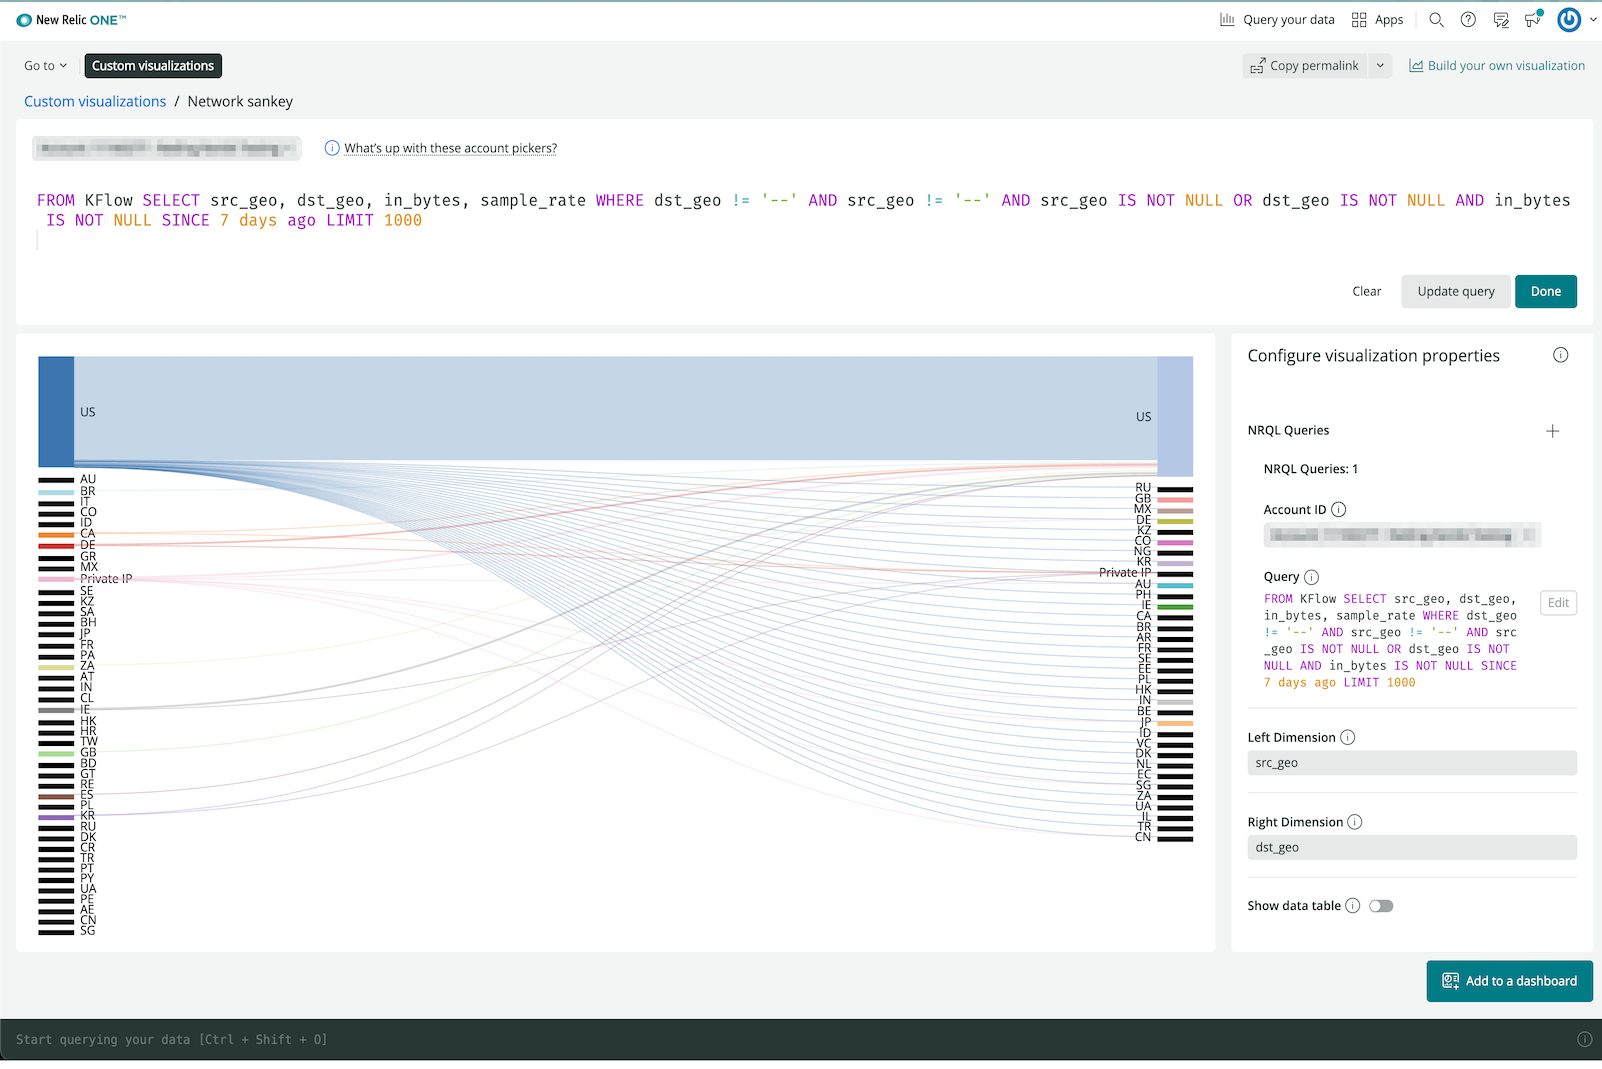 New Relic ONE™
Query your data
Apps
Go to
Custom visualizations
Copy permalink
Build your own visualization
Custom visualizations / Network sankey
What's up with these account pickers?
FROM KFlow SELECT src_geo, dst_geo, in_bytes, sample_rate WHERE dst_geo != '--' AND src_geo != '--' AND src_geo IS NOT NULL OR dst_geo IS NOT NULL AND in_bytes
IS NOT NULL SINCE 7 days ago LIMIT 1000
Clear
Update query
Done
US
AU
BR
IT
CO
ID
CA
DE
GR
MX
Private IP
SE
KZ
SA
BH
JP
FR
PA
ZA
AT
IN
CL
IE
HK
HR
TW
GB
BD
GT
RE
ES
PL
KR
RU
DK
CR
TR
PT
PY
UA
PE
AE
CN
SG
US
RU
GB
MX
DE
KZ
CO
NG
KR
Private IP
AU
PH
IE
CA
BR
AR
FR
SE
EE
PL
HK
IN
BE
JP
ID
VC
DK
NL
EC
SG
ZA
UA
IL
TR
CN
Configure visualization properties
NRQL Queries
NRQL Queries: 1
Account ID
Query
FROM KFlow SELECT src_geo, dst_geo,
in_bytes, sample_rate WHERE dst_geo
!= '--' AND src_geo != '--' AND src
_geo IS NOT NULL OR dst_geo IS NOT
NULL AND in_bytes IS NOT NULL SINCE
7 days ago LIMIT 1000
Edit
Left Dimension
src_geo
Right Dimension
dst_geo
Show data table
Add to a dashboard
Start querying your data [Ctrl + Shift + O]